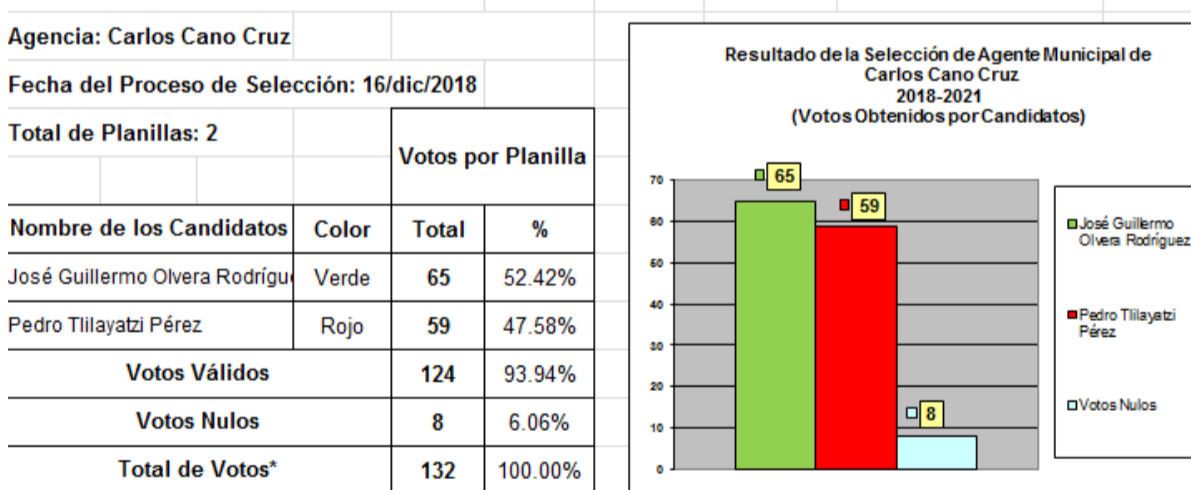 Agencia: Carlos Cano Cruz
Fecha del Proceso de Selección: 16/dic/2018
Total de Planillas: 2
Votos por Planilla
Nombre de los Candidatos Color Total %
José Guillermo Olvera Rodrígu Verde 65 52.42%
Pedro Tlilayatzi Pérez Rojo 59 47.58%
Votos Válidos 124 93.94%
Votos Nulos 8 6.06%
Total de Votos* 132 100.00%
Resultado de la Selección de Agente Municipal de
Carlos Cano Cruz
2018-2021
(Votos Obtenidos por Candidatos)
70
60
50
40
30
20
10
0
65
59
8
José Guillermo
Olvera Rodríguez
Pedro Tlilayatzi
Pérez
Votos Nulos